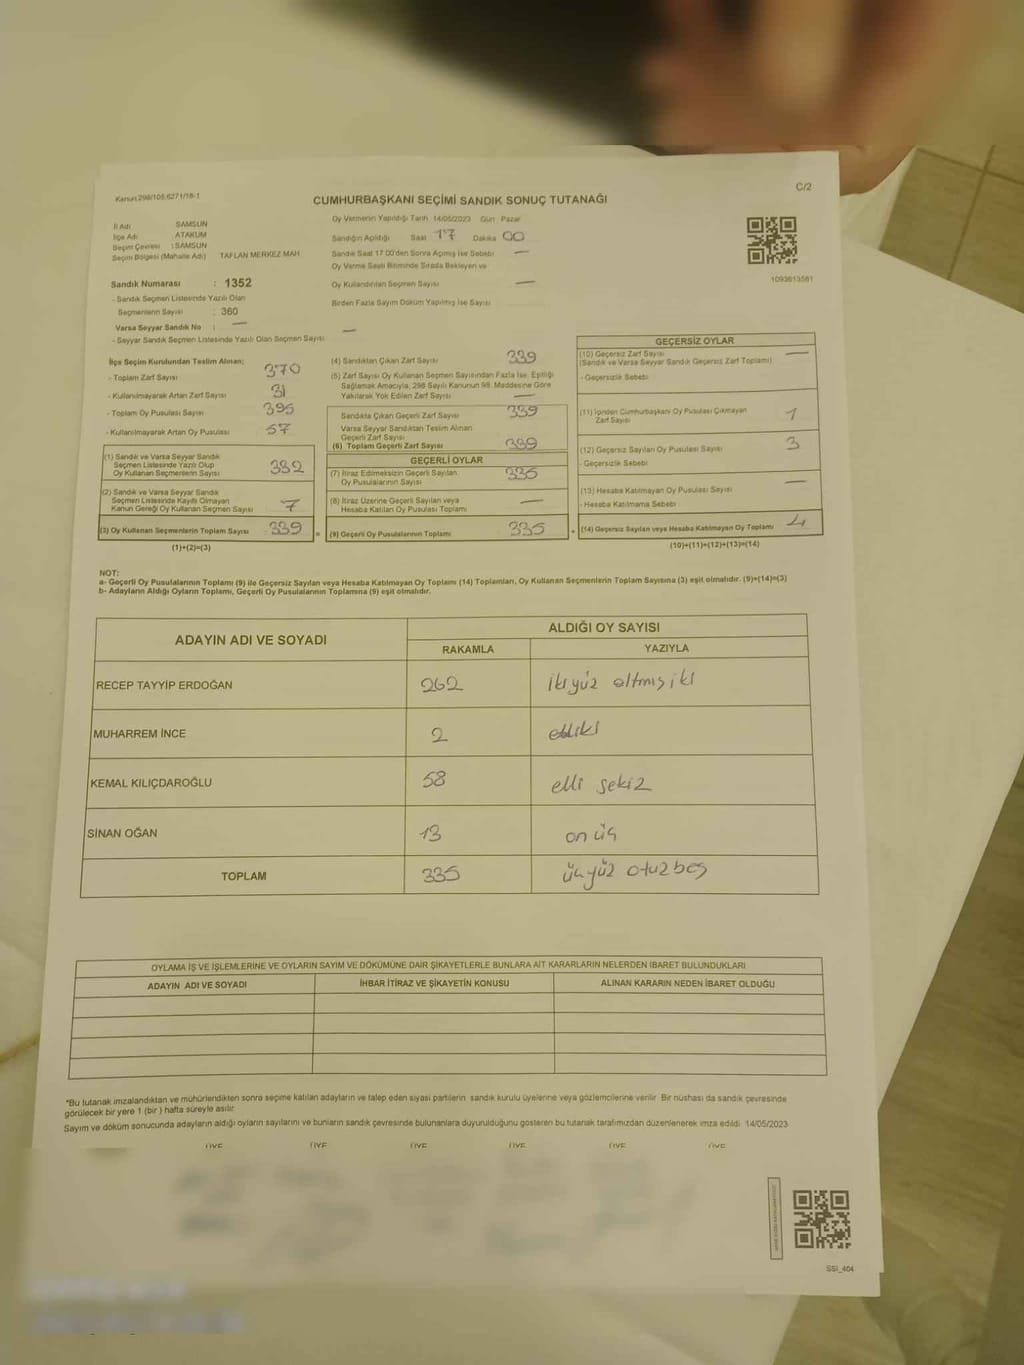 Kanun:298/105;6271/18-1
C/2
CUMHURBAŞKANI SEÇİMİ SANDIK SONUÇ TUTANAĞI
İl Adı SAMSUN
İlçe Adı ATAKUM
Seçim Çevresi : SAMSUN
Seçim Bölgesi (Mahalle Adı) TAFLAN MERKEZ MAH
Oy Vermenin Yapıldığı Tarih 14/05/2023 Gün Pazar
Sandığın Açıldığı Saat 17 Dakika 00
Sandık Saat 17 00'den Sonra Açılmış İse Sebebi —
Oy Verme Saati Bitiminde Sırada Bekleyen ve
Oy Kullandırılan Seçmen Sayısı —
Birden Fazla Sayım Döküm Yapılmış İse Sayısı
1093613581
Sandık Numarası : 1352
- Sandık Seçmen Listesinde Yazılı Olan
Seçmenlerin Sayısı : 360
Varsa Seyyar Sandık No : —
- Seyyar Sandık Seçmen Listesinde Yazılı Olan Seçmen Sayısı —
İlçe Seçim Kurulundan Teslim Alınan;
- Toplam Zarf Sayısı 370
- Kullanılmayarak Artan Zarf Sayısı 31
- Toplam Oy Pusulası Sayısı 395
- Kullanılmayarak Artan Oy Pusulası 57
(1) Sandık ve Varsa Seyyar Sandık
Seçmen Listesinde Yazılı Olup
Oy Kullanan Seçmenlerin Sayısı 332
(2) Sandık ve Varsa Seyyar Sandık
Seçmen Listesinde Kayıtlı Olmayan
Kanun Gereği Oy Kullanan Seçmen Sayısı 7
(3) Oy Kullanan Seçmenlerin Toplam Sayısı 339
(1)+(2)=(3)
(4) Sandıktan Çıkan Zarf Sayısı 339
(5) Zarf Sayısı Oy Kullanan Seçmen Sayısından Fazla İse, Eşitliği
Sağlamak Amacıyla, 298 Sayılı Kanunun 98. Maddesine Göre
Yakılarak Yok Edilen Zarf Sayısı —
Sandıkta Çıkan Geçerli Zarf Sayısı 339
Varsa Seyyar Sandıktan Teslim Alınan
Geçerli Zarf Sayısı
(6) Toplam Geçerli Zarf Sayısı 339
GEÇERLİ OYLAR
(7) İtiraz Edilmeksizin Geçerli Sayılan
Oy Pusulalarının Sayısı 335
(8) İtiraz Üzerine Geçerli Sayılan veya
Hesaba Katılan Oy Pusulası Toplamı —
= (9) Geçerli Oy Pusulalarının Toplamı 335
GEÇERSİZ OYLAR
(10) Geçersiz Zarf Sayısı —
(Sandık ve Varsa Seyyar Sandık Geçersiz Zarf Toplamı)
- Geçersizlik Sebebi
(11) İçinden Cumhurbaşkanı Oy Pusulası Çıkmayan
Zarf Sayısı 1
(12) Geçersiz Sayılan Oy Pusulası Sayısı 3
- Geçersizlik Sebebi
(13) Hesaba Katılmayan Oy Pusulası Sayısı —
- Hesaba Katılmama Sebebi
+ (14) Geçersiz Sayılan veya Hesaba Katılmayan Oy Toplamı 4
(10)+(11)+(12)+(13)=(14)
NOT:
a- Geçerli Oy Pusulalarının Toplamı (9) ile Geçersiz Sayılan veya Hesaba Katılmayan Oy Toplamı (14) Toplamları, Oy Kullanan Seçmenlerin Toplam Sayısına (3) eşit olmalıdır. (9)+(14)=(3)
b- Adayların Aldığı Oyların Toplamı, Geçerli Oy Pusulalarının Toplamına (9) eşit olmalıdır.
ADAYIN ADI VE SOYADI ALDIĞI OY SAYISI
RAKAMLA YAZIYLA
RECEP TAYYİP ERDOĞAN 262 ikiyüz altmış iki
MUHARREM İNCE 2 iki
KEMAL KILIÇDAROĞLU 58 elli sekiz
SİNAN OĞAN 13 on üç
TOPLAM 335 üçyüz otuzbeş
OYLAMA İŞ VE İŞLEMLERİNE VE OYLARIN SAYIM VE DÖKÜMÜNE DAİR ŞİKAYETLERLE BUNLARA AİT KARARLARIN NELERDEN İBARET BULUNDUKLARI
ADAYIN ADI VE SOYADI İHBAR İTİRAZ VE ŞİKAYETİN KONUSU ALINAN KARARIN NEDEN İBARET OLDUĞU
*Bu tutanak imzalandıktan ve mühürlendikten sonra seçime katılan adayların ve talep eden siyasi partilerin sandık kurulu üyelerine veya gözlemcilerine verilir Bir nüshası da sandık çevresinde
görülecek bir yere 1 (bir ) hafta süreyle asılır
Sayım ve döküm sonucunda adayların aldığı oyların sayılarını ve bunların sandık çevresinde bulunanlara duyurulduğunu gösteren bu tutanak tarafımızdan düzenlenerek imza edildi 14/05/2023
ÜYE ÜYE ÜYE ÜYE ÜYE ÜYE
SSI_404